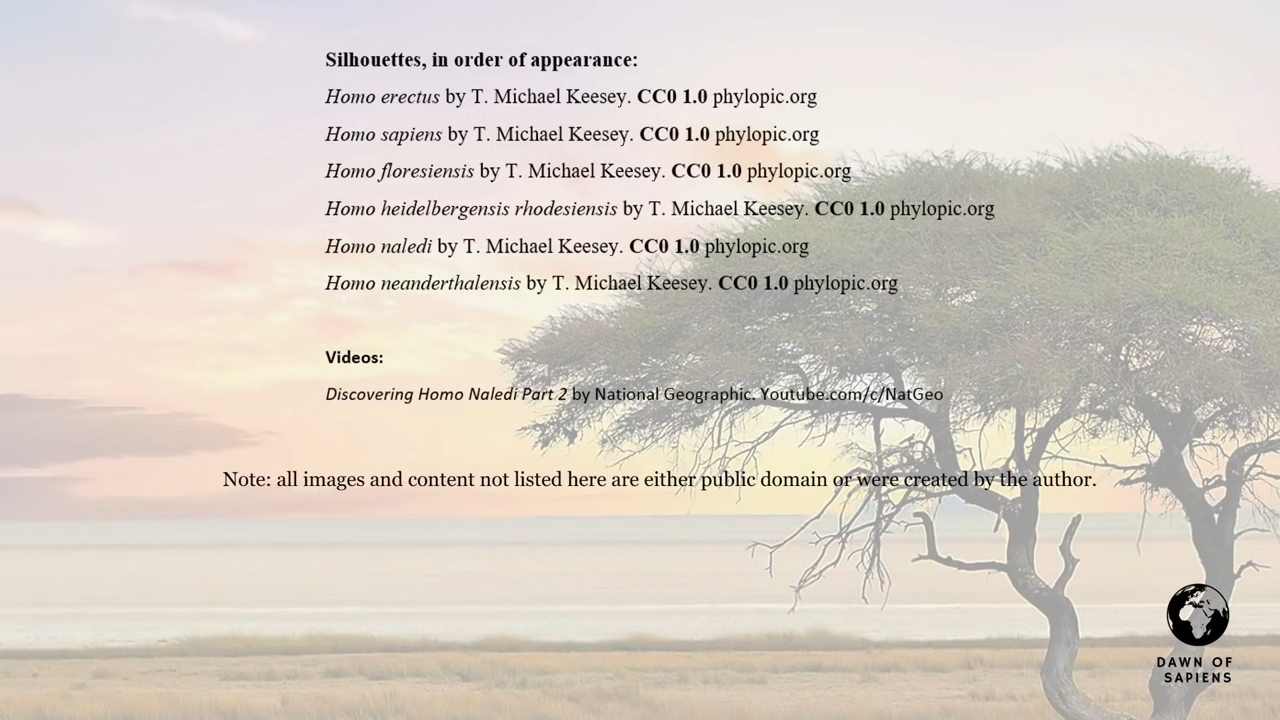 Silhouettes, in order of appearance:
Homo erectus by T. Michael Keesey. CC0 1.0 phylopic.org
Homo sapiens by T. Michael Keesey. CC0 1.0 phylopic.org
Homo floresiensis by T. Michael Keesey. CC0 1.0 phylopic.org
Homo heidelbergensis rhodesiensis by T. Michael Keesey. CC0 1.0 phylopic.org
Homo naledi by T. Michael Keesey. CC0 1.0 phylopic.org
Homo neanderthalensis by T. Michael Keesey. CC0 1.0 phylopic.org
Videos:
Discovering Homo Naledi Part 2 by National Geographic. Youtube.com/c/NatGeo
Note: all images and content not listed here are either public domain or were created by the author.
DAWN OF
SAPIENS